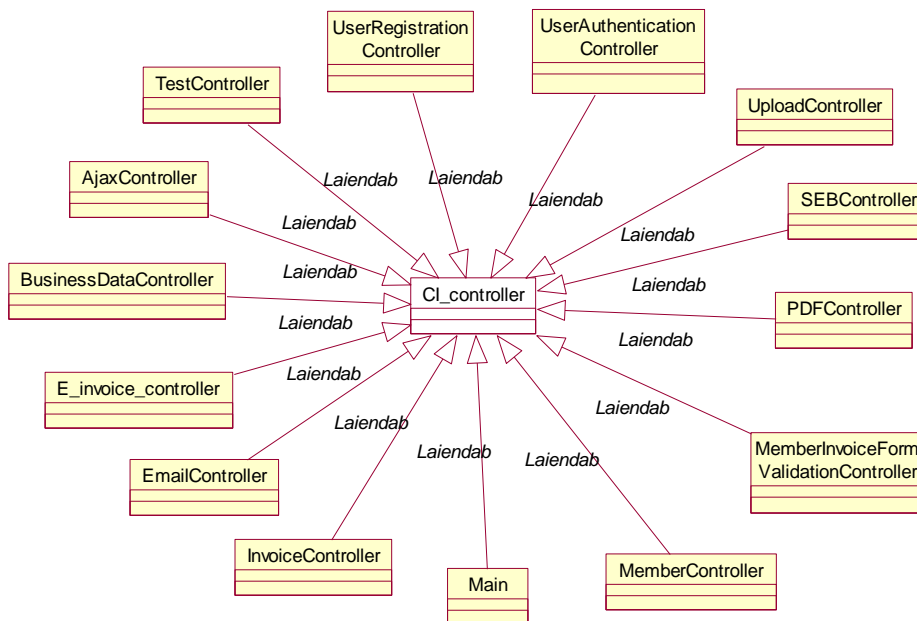 UserRegistration
Controller
UserAuthentication
Controller
TestController
UploadController
AjaxController
SEBController
Laiendab
Laiendab
Laiendab
Laiendab
Laiendab
BusinessDataController
Laiendab
Laiendab
CI_controller
PDFController
Laiendab
Laiendab
E_invoice_controller
Laiendab
Laiendab
Laiendab
Laiendab
Laiendab
MemberInvoiceForm
ValidationController
EmailController
InvoiceController
MemberController
Main